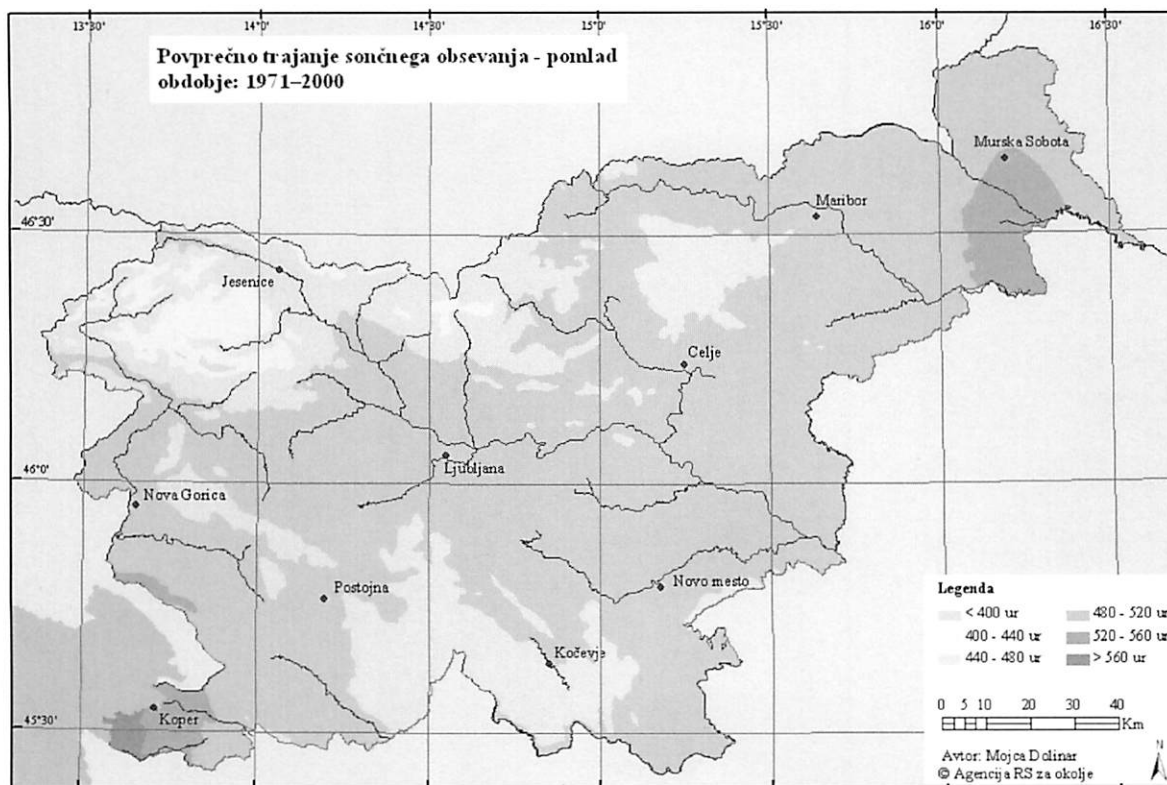 13°30'
14°0'
14°30'
15°0'
15°30'
16°0'
16°30'
Povprečno trajanje sončnega obsevanja - pomlad
obdobje: 1971–2000
Murska Sobota
Maribor
46°30'
Jesenice
Celje
Ljubljana
46°0'
Nova Gorica
Postojna
Novo mesto
Kočevje
Koper
45°30'
Legenda
< 400 ur
480 - 520 ur
400 - 440 ur
520 - 560 ur
440 - 480 ur
> 560 ur
0 5 10 20 30 40
Km
Avtor: Mojca Dolinar
© Agencija RS za okolje
N